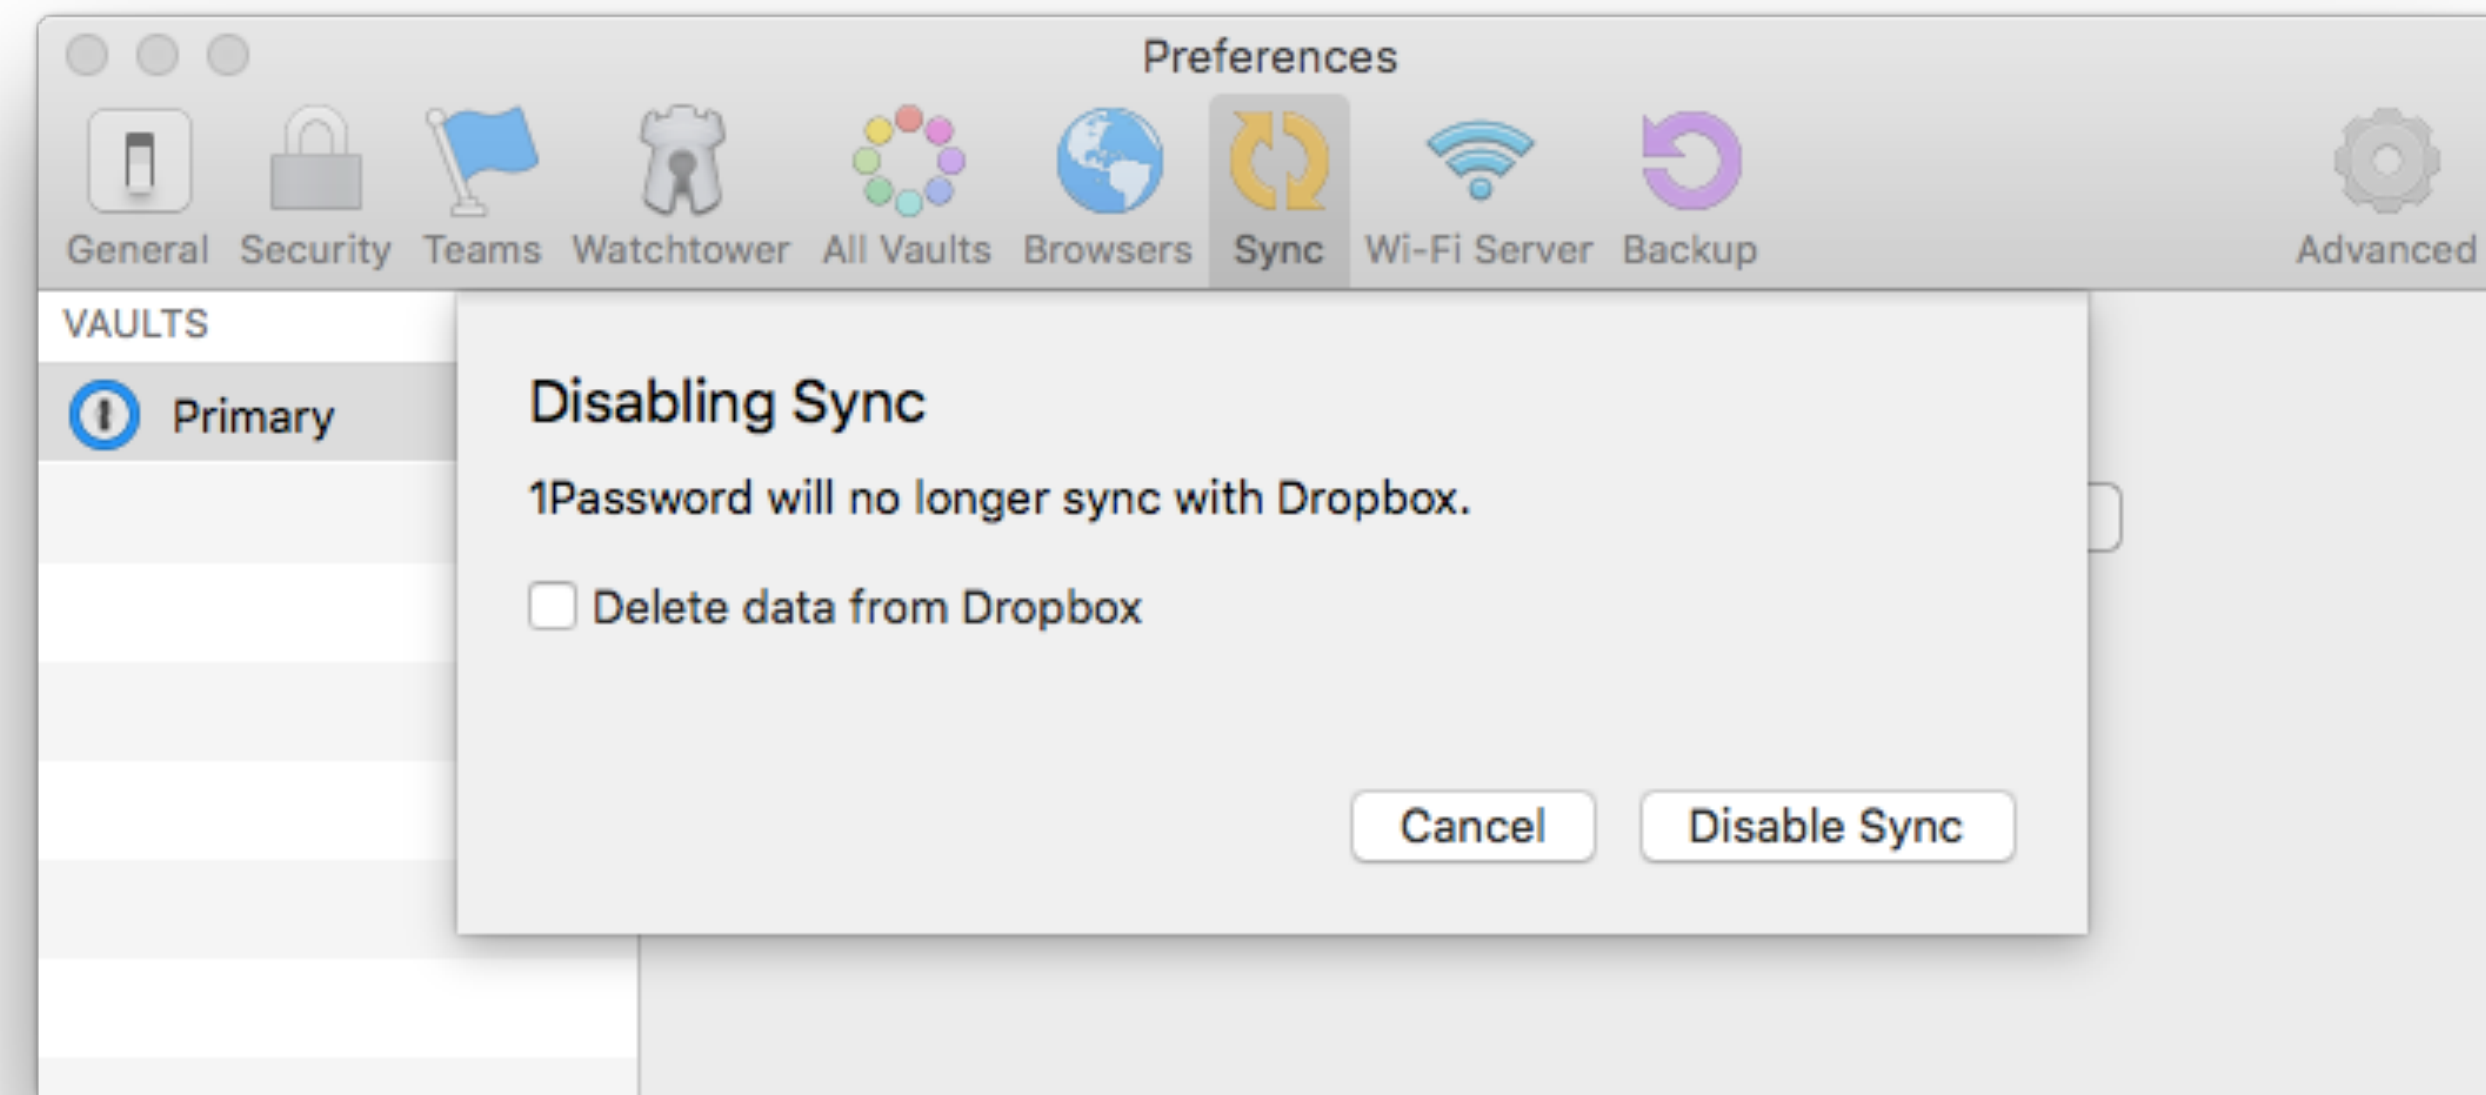 Preferences
General Security Teams Watchtower All Vaults Browsers Sync Wi-Fi Server Backup Advanced
VAULTS
Primary
Disabling Sync
1Password will no longer sync with Dropbox.
Delete data from Dropbox
Cancel Disable Sync